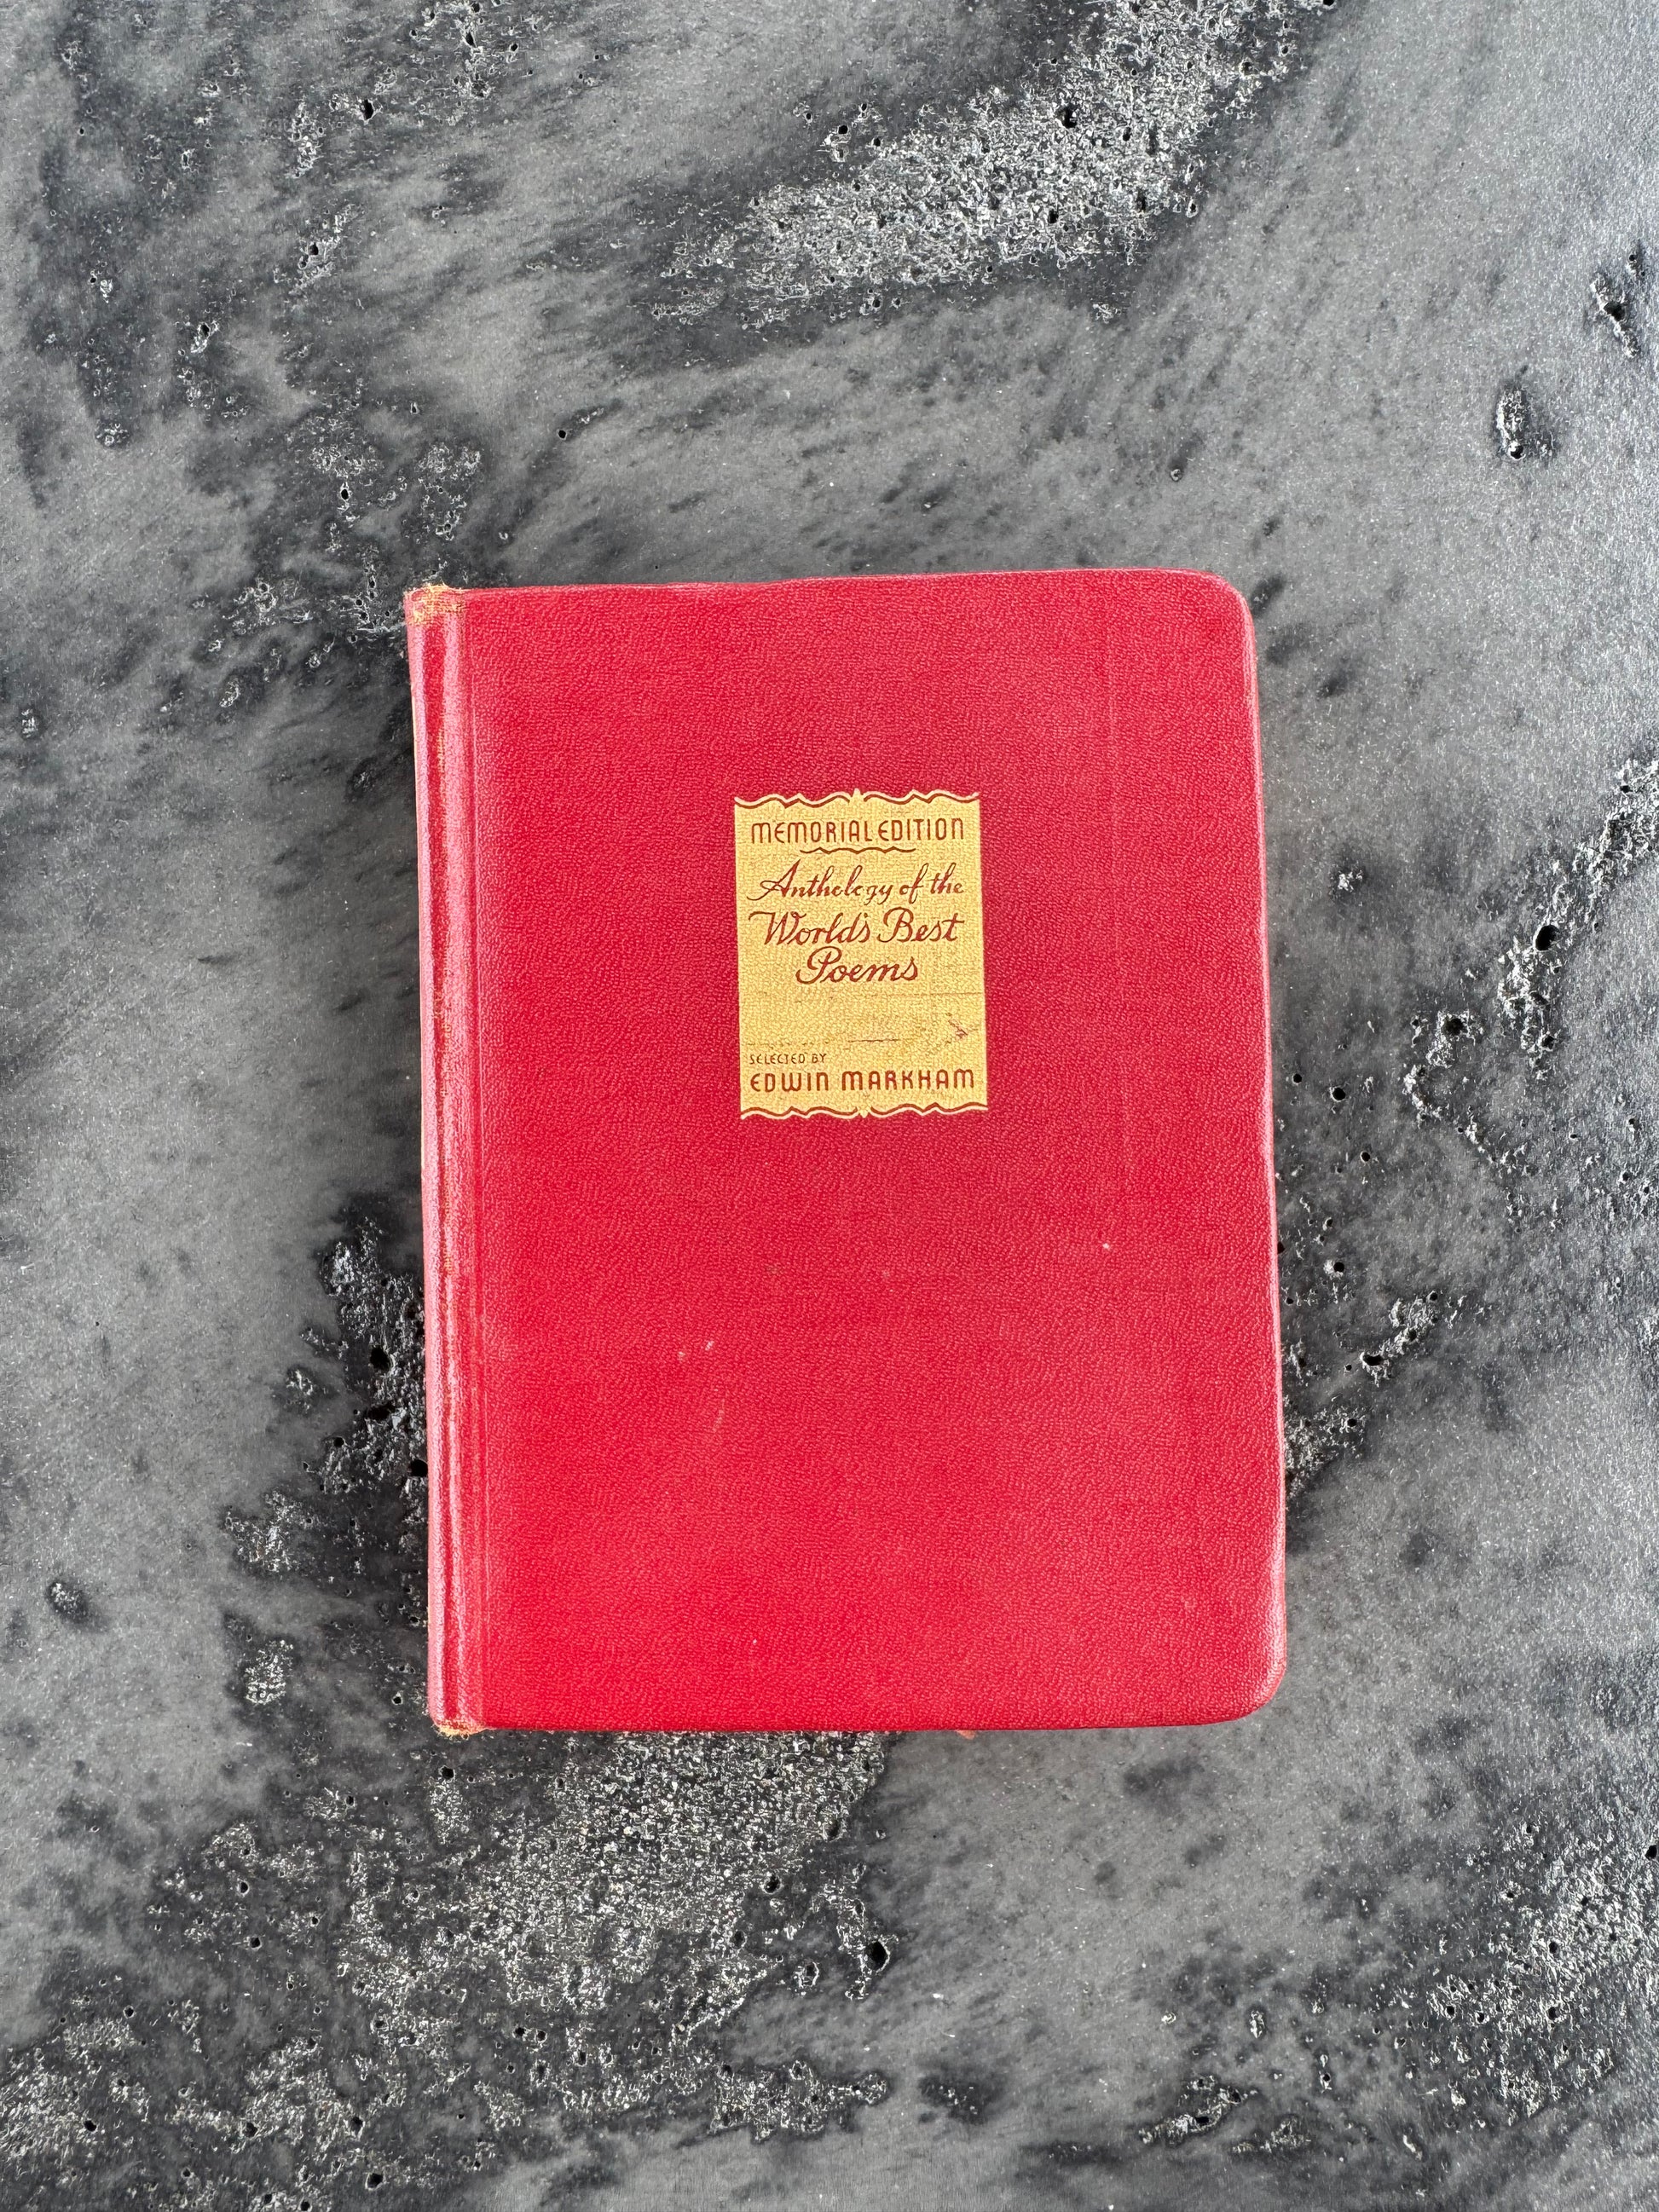 MEMORIAL EDITION
Anthology of the
World's Best
Poems
SELECTED BY
EDWIN MARKHAM